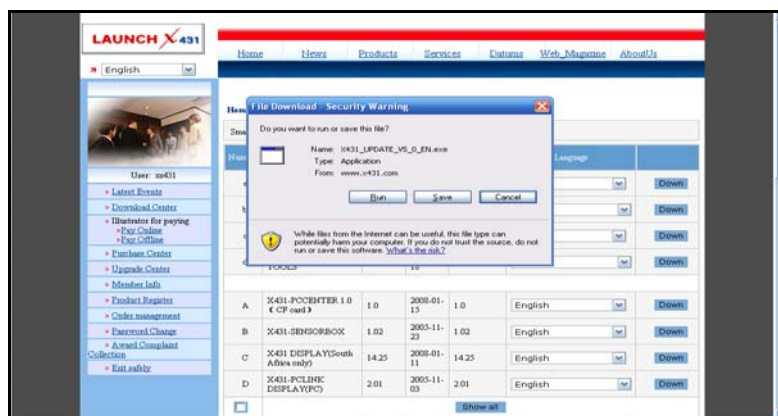 LAUNCH X-431
English
Home News Products Services Datums Web_Magazine AboutUs
File Download - Security Warning
Do you want to run or save this file?
Name: X431_UPDATE_V5_0_EN.exe
Type: Application
From: www.x431.com
Run Save Cancel
While files from the Internet can be useful, this file type can
potentially harm your computer. If you do not trust the source, do not
run or save this software. What's the risk?
Language
Down
Down
Down
Down
TOOLS 18
User:
Latest Events
Download Center
Illustrator for paying
Pay Online
Pay Offline
Purchase Center
Upgrade Center
Member Info
Product Register
Order management
Password Change
Award Complaint
Collection
Exit safely
A X431-PCCENTER 1.0 ( CF card ) 1.0 2008-01-15 1.0 English Down
B X431-SENSORBOX 1.02 2005-11-23 1.02 English Down
C X431 DISPLAY(South Africa only) 14.25 2008-01-11 14.25 English Down
D X431-PCLINK DISPLAY(PC) 2.01 2005-11-03 2.01 English Down
Show all